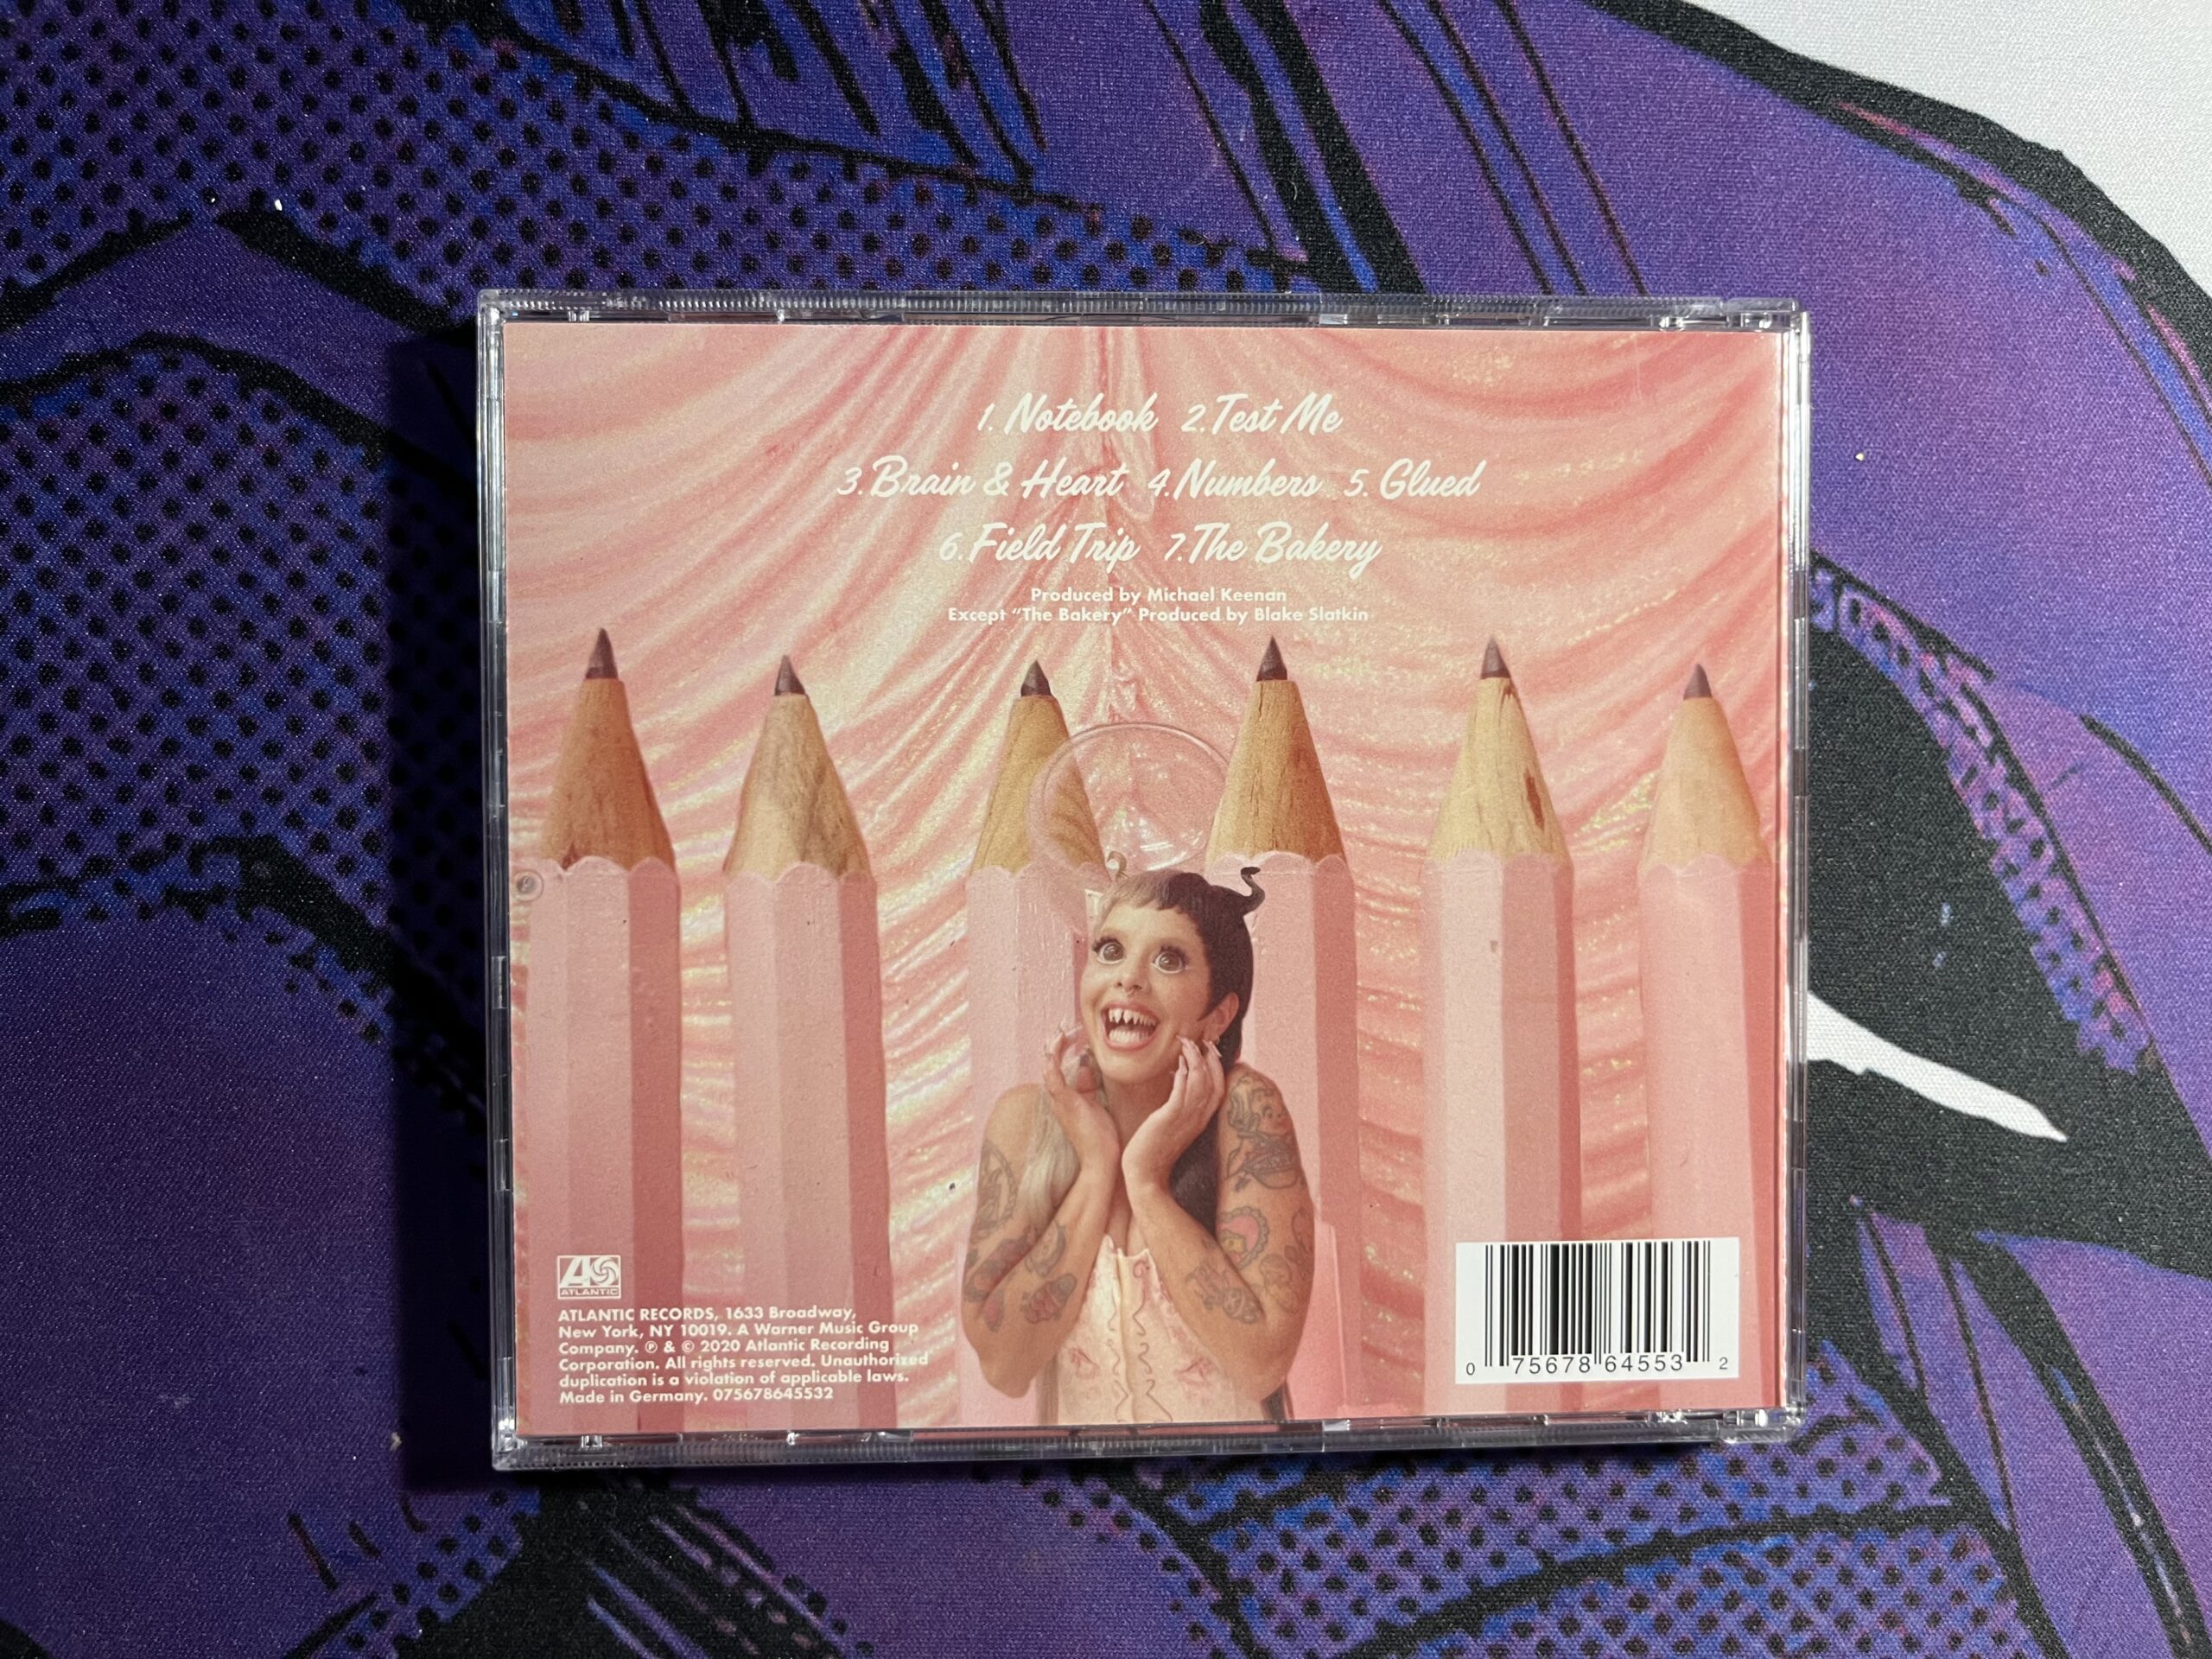 1. Notebook 2. Test Me
3. Brain & Heart 4. Numbers 5. Glued
6. Field Trip 7. The Bakery
Produced by Michael Keenan
Except “The Bakery” Produced by Blake Slatkin
ATLANTIC
ATLANTIC RECORDS, 1633 Broadway,
New York, NY 10019. A Warner Music Group
Company. ℗ & © 2020 Atlantic Recording
Corporation. All rights reserved. Unauthorized
duplication is a violation of applicable laws.
Made in Germany. 075678645532
0 75678 64553 2